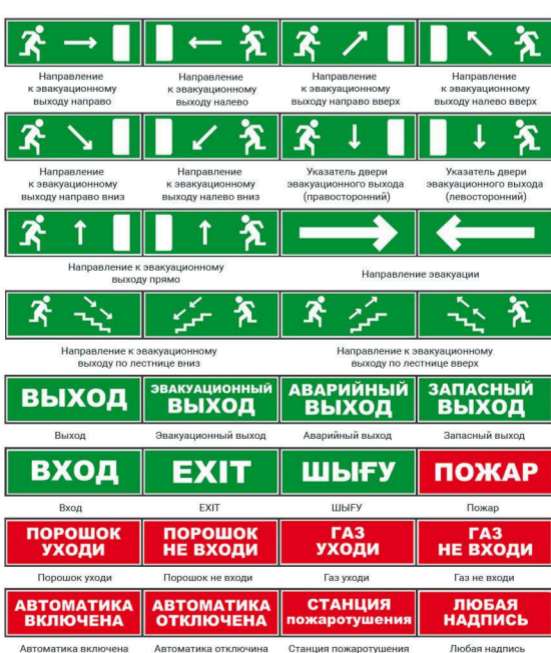 Направление
к эвакуационному
выходу направо
Направление
к эвакуационному
выходу налево
Направление
к эвакуационному
выходу направо вверх
Направление
к эвакуационному
выходу налево вверх
Направление
к эвакуационному
выходу направо вниз
Направление
к эвакуационному
выходу налево вниз
Указатель двери
эвакуационного выхода
(правосторонний)
Указатель двери
эвакуационного выхода
(левосторонний)
Направление к эвакуационному
выходу прямо
Направление эвакуации
Направление к эвакуационному
выходу по лестнице вниз
Направление к эвакуационному
выходу по лестнице вверх
ВЫХОД
ЭВАКУАЦИОННЫЙ
ВЫХОД
АВАРИЙНЫЙ
ВЫХОД
ЗАПАСНЫЙ
ВЫХОД
Выход
Эвакуационный выход
Аварийный выход
Запасный выход
ВХОД
EXIT
ШЫҒУ
ПОЖАР
Вход
EXIT
ШЫҒУ
Пожар
ПОРОШОК
УХОДИ
ПОРОШОК
НЕ ВХОДИ
ГАЗ
УХОДИ
ГАЗ
НЕ ВХОДИ
Порошок уходи
Порошок не входи
Газ уходи
Газ не входи
АВТОМАТИКА
ВКЛЮЧЕНА
АВТОМАТИКА
ОТКЛЮЧЕНА
СТАНЦИЯ
пожаротушения
ЛЮБАЯ
НАДПИСЬ
Автоматика включена
Автоматика отключина
Станция пожаротушения
Любая надпись